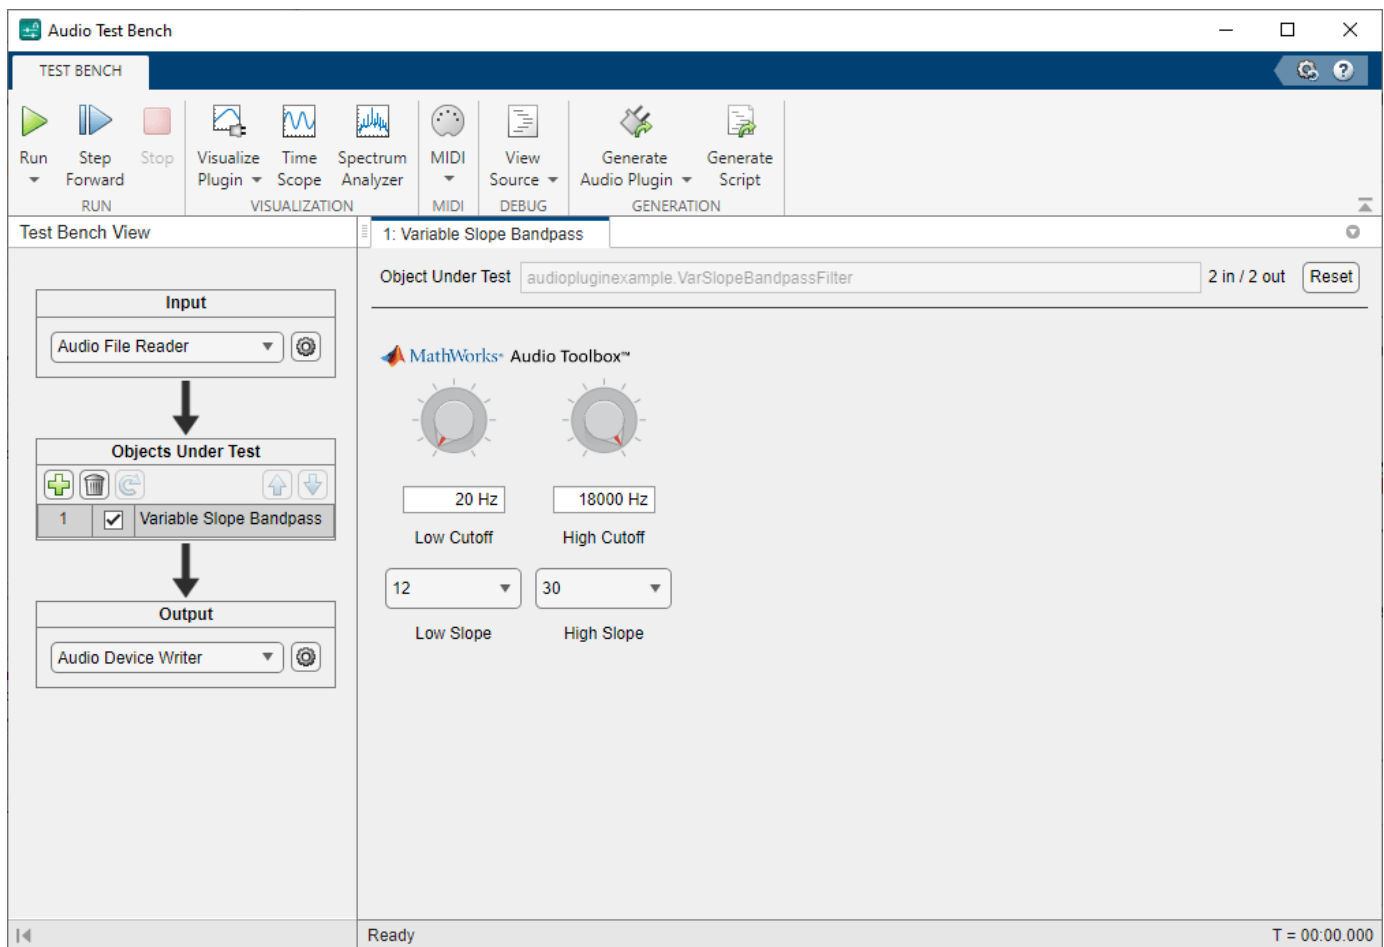 Audio Test Bench
TEST BENCH
Run
Step
Forward
Stop
Visualize
Plugin
Time
Scope
Spectrum
Analyzer
MIDI
View
Source
Generate
Audio Plugin
Generate
Script
RUN
VISUALIZATION
MIDI
DEBUG
GENERATION
Test Bench View
1: Variable Slope Bandpass
Input
Audio File Reader
Objects Under Test
1 Variable Slope Bandpass
Output
Audio Device Writer
Object Under Test audiopluginexample.VarSlopeBandpassFilter 2 in / 2 out Reset
MathWorks® Audio Toolbox™
20 Hz 18000 Hz
Low Cutoff High Cutoff
12 30
Low Slope High Slope
Ready T = 00:00.000